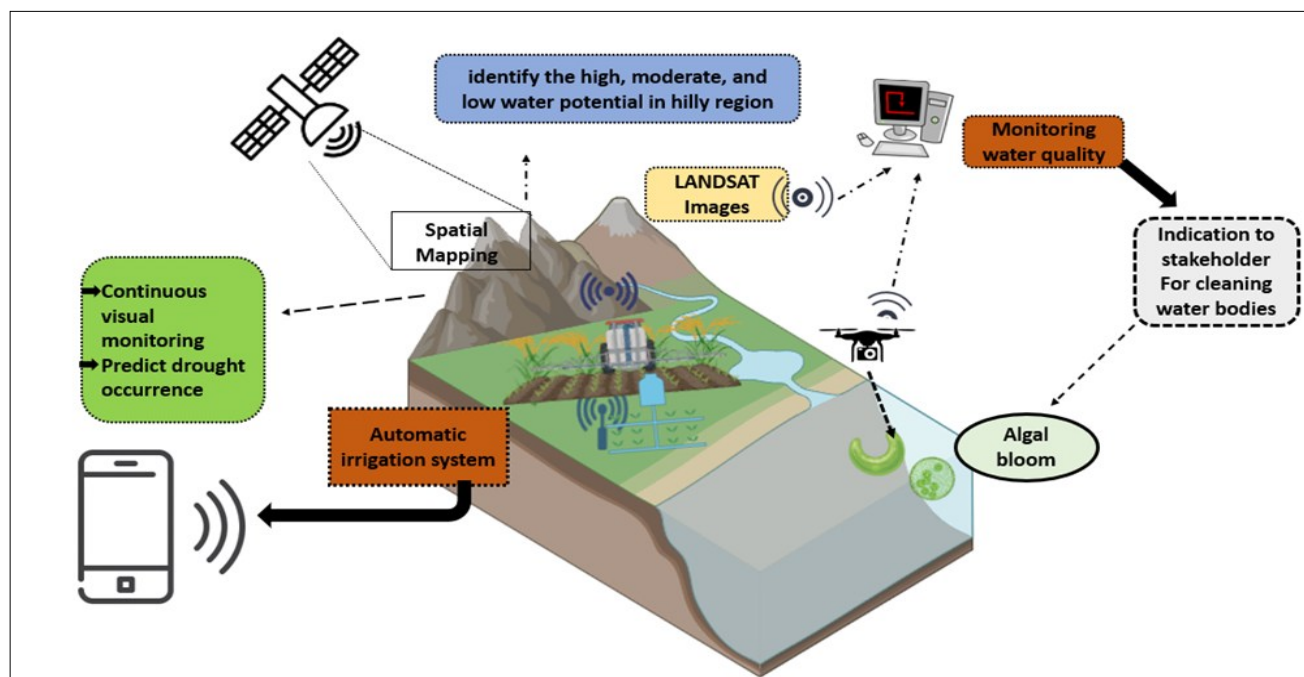 identify the high, moderate, and
low water potential in hilly region
Monitoring
water quality
LANDSAT
Images
Spatial
Mapping
Indication to
stakeholder
For cleaning
water bodies
Continuous
visual
monitoring
Predict drought
occurrence
Automatic
irrigation system
Algal
bloom